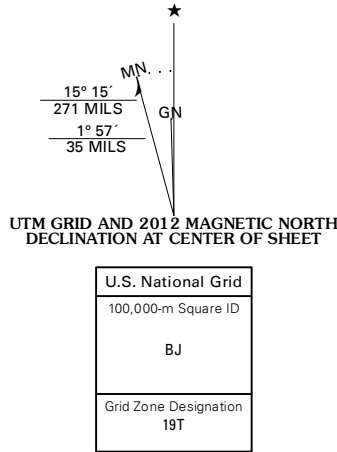 ★
MN
15° 15´
271 MILS
GN
1° 57´
35 MILS
UTM GRID AND 2012 MAGNETIC NORTH
DECLINATION AT CENTER OF SHEET
U.S. National Grid
100,000-m Square ID
BJ
Grid Zone Designation
19T